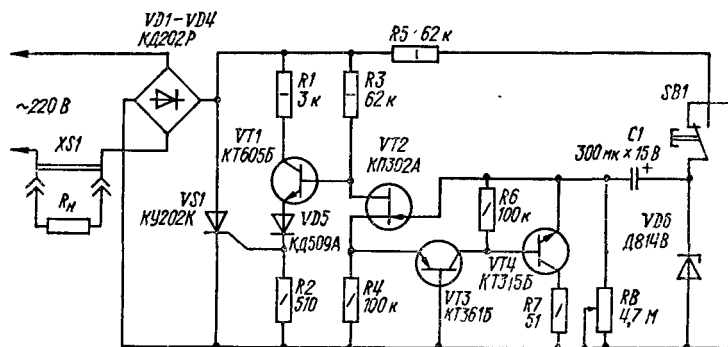 VD1-VD4
КД202Р
R5 62 к
~220 В
R1
3 к
R3
62 к
SB1
XS1
VT1
КТ605Б
VT2
КП302А
C1
300 мк × 15 В
+
Rн
VS1
КУ202К
VD5
КД509А
R6
100 к
VT4
КТ315Б
VD6
Д814В
R2
510
R4
100 к
VT3
КТ361Б
R7
51
R8
4,7 М